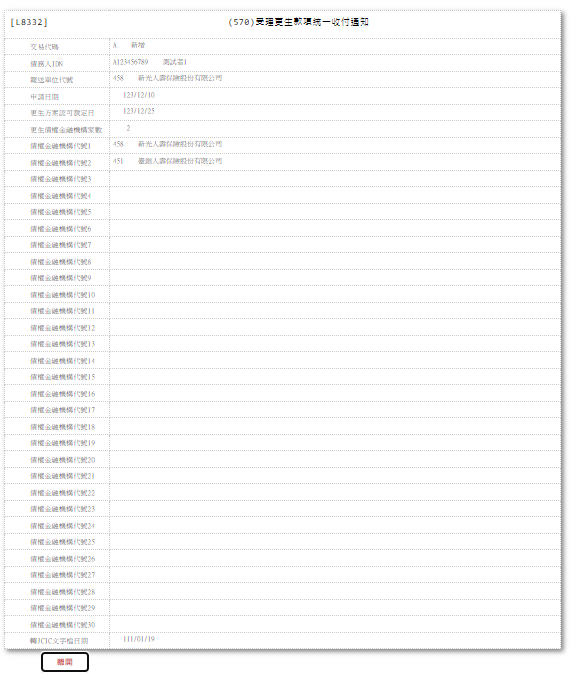 [L8332] (570)受理更生款項統一收付通知
交易代碼 A 新增
債務人IDN A123456789 測試者1
報送單位代號 458 新光人壽保險股份有限公司
申請日期 123/12/10
更生方案認可裁定日 123/12/23
更生債權金融機構家數 2
債權金融機構代號1 458 新光人壽保險股份有限公司
債權金融機構代號2 451 臺銀人壽保險股份有限公司
債權金融機構代號3
債權金融機構代號4
債權金融機構代號5
債權金融機構代號6
債權金融機構代號7
債權金融機構代號8
債權金融機構代號9
債權金融機構代號10
債權金融機構代號11
債權金融機構代號12
債權金融機構代號13
債權金融機構代號14
債權金融機構代號15
債權金融機構代號16
債權金融機構代號17
債權金融機構代號18
債權金融機構代號19
債權金融機構代號20
債權金融機構代號21
債權金融機構代號22
債權金融機構代號23
債權金融機構代號24
債權金融機構代號25
債權金融機構代號26
債權金融機構代號27
債權金融機構代號28
債權金融機構代號29
債權金融機構代號30
轉JCIC文字檔日期 111/01/19
離開